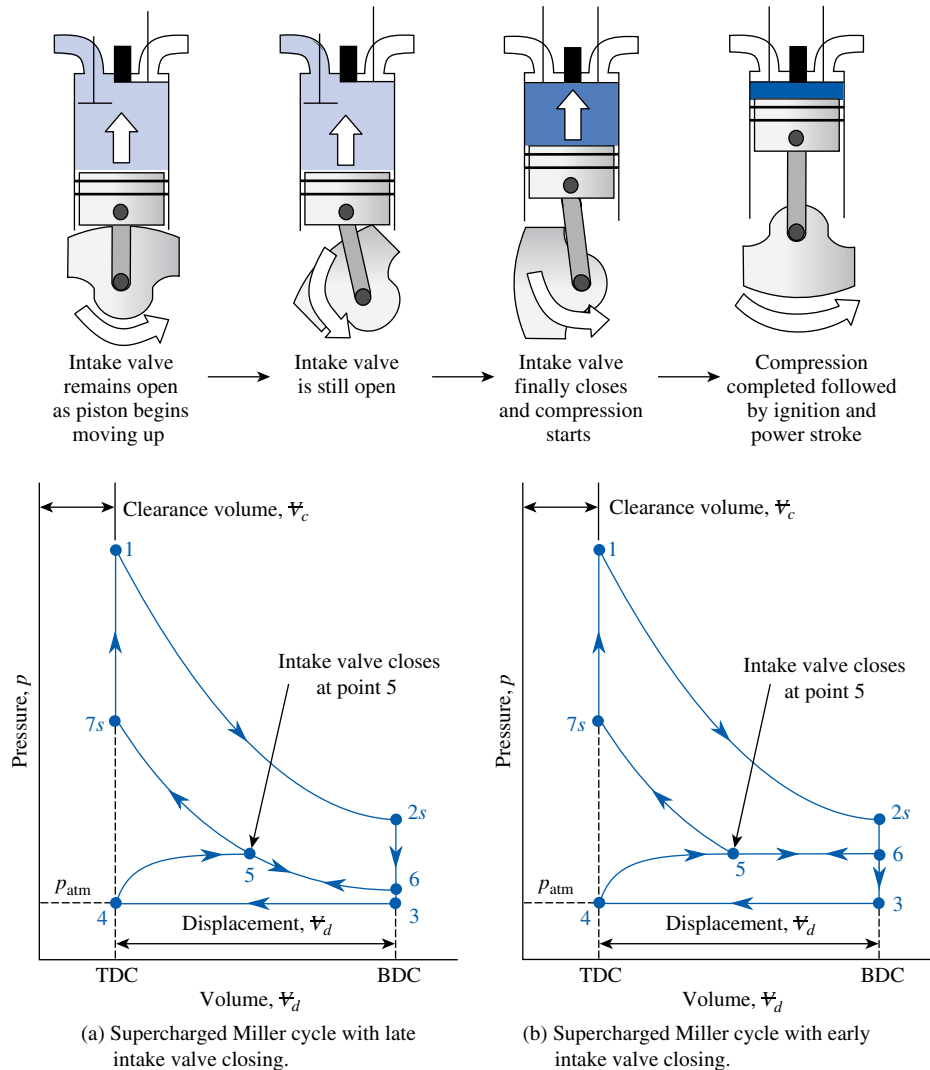 Intake valve
remains open
as piston begins
moving up
Intake valve
is still open
Intake valve
finally closes
and compression
starts
Compression
completed followed
by ignition and
power stroke
Clearance volume, V̶c
1
Intake valve closes
at point 5
Pressure, p
7s
2s
5
6
patm
4
3
Displacement, V̶d
TDC
BDC
Volume, V̶d
(a) Supercharged Miller cycle with late
intake valve closing.
Clearance volume, V̶c
1
Intake valve closes
at point 5
Pressure, p
7s
2s
6
5
patm
4
3
Displacement, V̶d
TDC
BDC
Volume, V̶d
(b) Supercharged Miller cycle with early
intake valve closing.